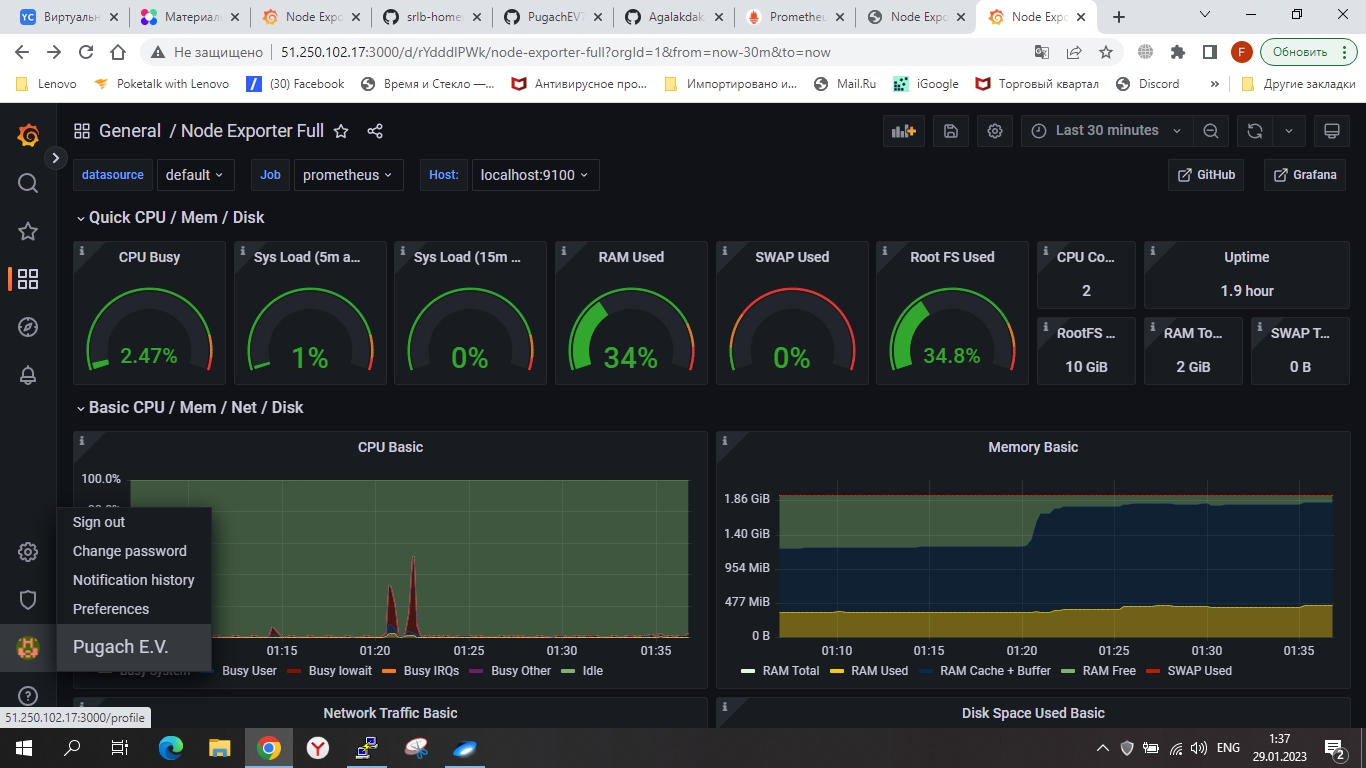 Виртуальн
Материал
Node Expo
srlb-home
PugachEV7
Agalakdak
Prometheu
Node Expo
Node Expo
Не защищено
51.250.102.17:3000/d/rYdddlPWk/node-exporter-full?orgId=1&from=now-30m&to=now
F
Обновить
Lenovo
Poketalk with Lenovo
(30) Facebook
Время и Стекло —...
Антивирусное про...
Импортировано и...
Mail.Ru
iGoogle
Торговый квартал
Discord
»
Другие закладки
General / Node Exporter Full
Last 30 minutes
datasource default
Job prometheus
Host: localhost:9100
GitHub
Grafana
Quick CPU / Mem / Disk
CPU Busy
2.47%
Sys Load (5m a...
1%
Sys Load (15m ...
0%
RAM Used
34%
SWAP Used
0%
Root FS Used
34.8%
CPU Co...
2
Uptime
1.9 hour
RootFS ...
10 GiB
RAM To...
2 GiB
SWAP T...
0 B
Basic CPU / Mem / Net / Disk
CPU Basic
100.0%
01:15 01:20 01:25 01:30 01:35
Busy System Busy User Busy Iowait Busy IRQs Busy Other Idle
Memory Basic
1.86 GiB
1.40 GiB
954 MiB
477 MiB
0 B
01:10 01:15 01:20 01:25 01:30 01:35
RAM Total RAM Used RAM Cache + Buffer RAM Free SWAP Used
Sign out
Change password
Notification history
Preferences
Pugach E.V.
Network Traffic Basic
Disk Space Used Basic
51.250.102.17:3000/profile
ENG
1:37
29.01.2023
2